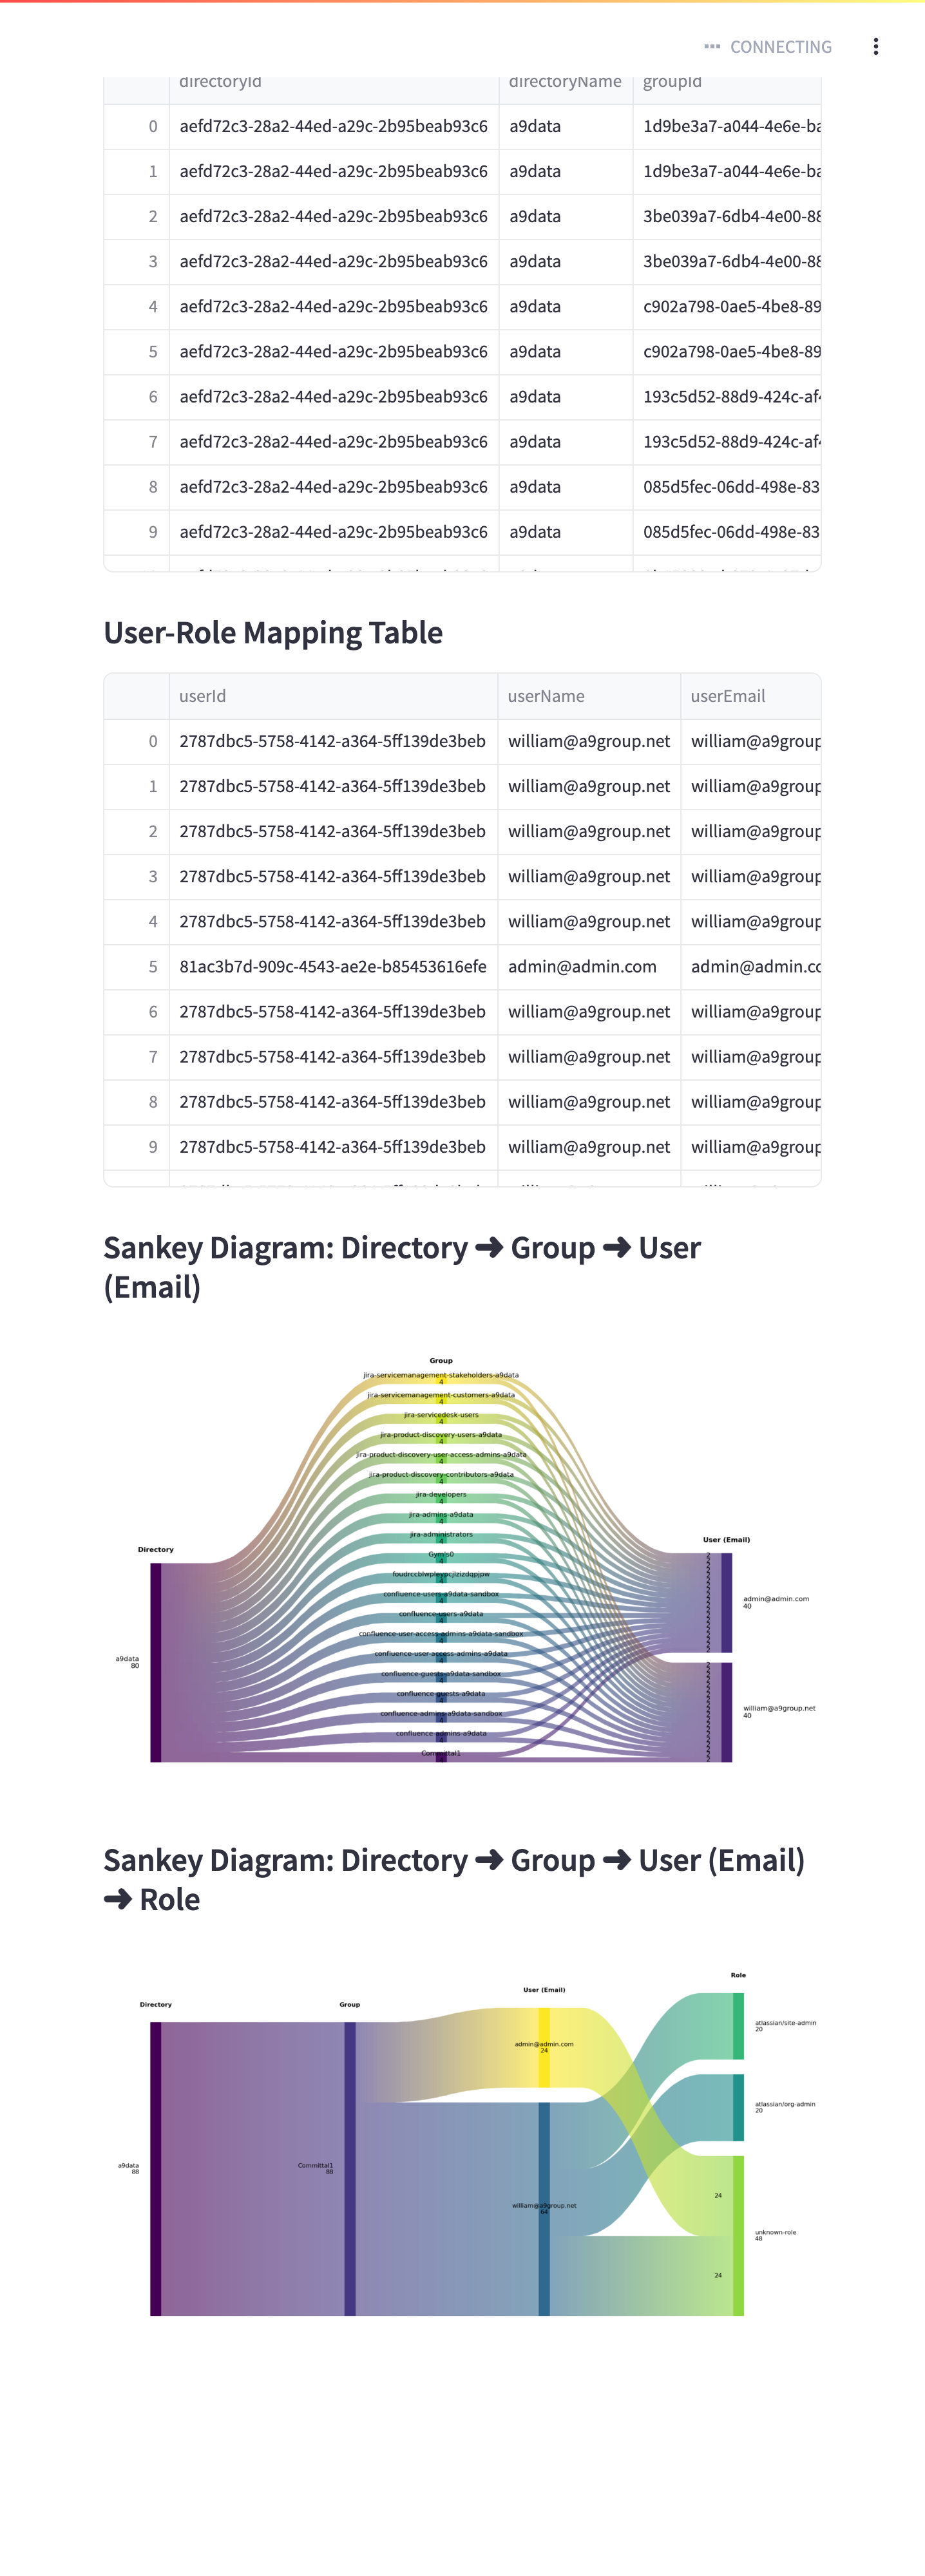 CONNECTING
directoryId directoryName groupId
0 aefd72c3-28a2-44ed-a29c-2b95beab93c6 a9data 1d9be3a7-a044-4e6e-ba
1 aefd72c3-28a2-44ed-a29c-2b95beab93c6 a9data 1d9be3a7-a044-4e6e-ba
2 aefd72c3-28a2-44ed-a29c-2b95beab93c6 a9data 3be039a7-6db4-4e00-88
3 aefd72c3-28a2-44ed-a29c-2b95beab93c6 a9data 3be039a7-6db4-4e00-88
4 aefd72c3-28a2-44ed-a29c-2b95beab93c6 a9data c902a798-0ae5-4be8-89
5 aefd72c3-28a2-44ed-a29c-2b95beab93c6 a9data c902a798-0ae5-4be8-89
6 aefd72c3-28a2-44ed-a29c-2b95beab93c6 a9data 193c5d52-88d9-424c-af4
7 aefd72c3-28a2-44ed-a29c-2b95beab93c6 a9data 193c5d52-88d9-424c-af4
8 aefd72c3-28a2-44ed-a29c-2b95beab93c6 a9data 085d5fec-06dd-498e-83
9 aefd72c3-28a2-44ed-a29c-2b95beab93c6 a9data 085d5fec-06dd-498e-83
User-Role Mapping Table
userId userName userEmail
0 2787dbc5-5758-4142-a364-5ff139de3beb william@a9group.net william@a9group
1 2787dbc5-5758-4142-a364-5ff139de3beb william@a9group.net william@a9group
2 2787dbc5-5758-4142-a364-5ff139de3beb william@a9group.net william@a9group
3 2787dbc5-5758-4142-a364-5ff139de3beb william@a9group.net william@a9group
4 2787dbc5-5758-4142-a364-5ff139de3beb william@a9group.net william@a9group
5 81ac3b7d-909c-4543-ae2e-b85453616efe admin@admin.com admin@admin.co
6 2787dbc5-5758-4142-a364-5ff139de3beb william@a9group.net william@a9group
7 2787dbc5-5758-4142-a364-5ff139de3beb william@a9group.net william@a9group
8 2787dbc5-5758-4142-a364-5ff139de3beb william@a9group.net william@a9group
9 2787dbc5-5758-4142-a364-5ff139de3beb william@a9group.net william@a9group
Sankey Diagram: Directory → Group → User
(Email)
Group
jira-servicemanagement-stakeholders-a9data
4
jira-servicemanagement-customers-a9data
4
jira-servicedesk-users
4
jira-product-discovery-users-a9data
4
jira-product-discovery-user-access-admins-a9data
4
jira-product-discovery-contributors-a9data
4
jira-developers
4
jira-admins-a9data
4
jira-administrators
4
Gym's0
4
4
confluence-users-a9data-sandbox
4
confluence-users-a9data
4
confluence-user-access-admins-a9data-sandbox
4
confluence-user-access-admins-a9data
4
confluence-guests-a9data-sandbox
4
confluence-guests-a9data
4
confluence-admins-a9data-sandbox
4
confluence-admins-a9data
4
Committal1
4
Directory
a9data
80
User (Email)
admin@admin.com
40
william@a9group.net
40
Sankey Diagram: Directory → Group → User (Email)
→ Role
Directory
Group
User (Email)
Role
a9data
88
Committal1
88
admin@admin.com
24
william@a9group.net
64
atlassian/site-admin
20
atlassian/org-admin
20
24
unknown-role
48
24